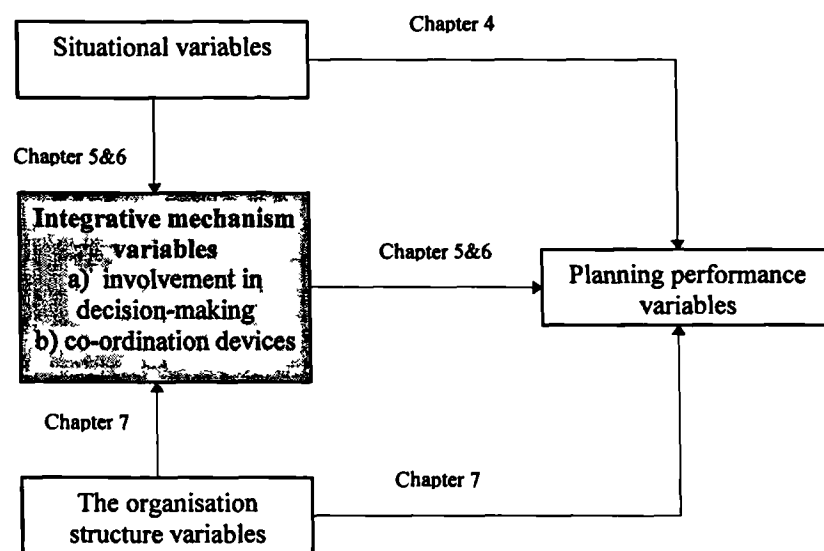 Chapter 4
Situational variables
Chapter 5&6
Integrative mechanism
variables
a) involvement in
decision-making
b) co-ordination devices
Chapter 5&6
Planning performance
variables
Chapter 7
Chapter 7
The organisation
structure variables